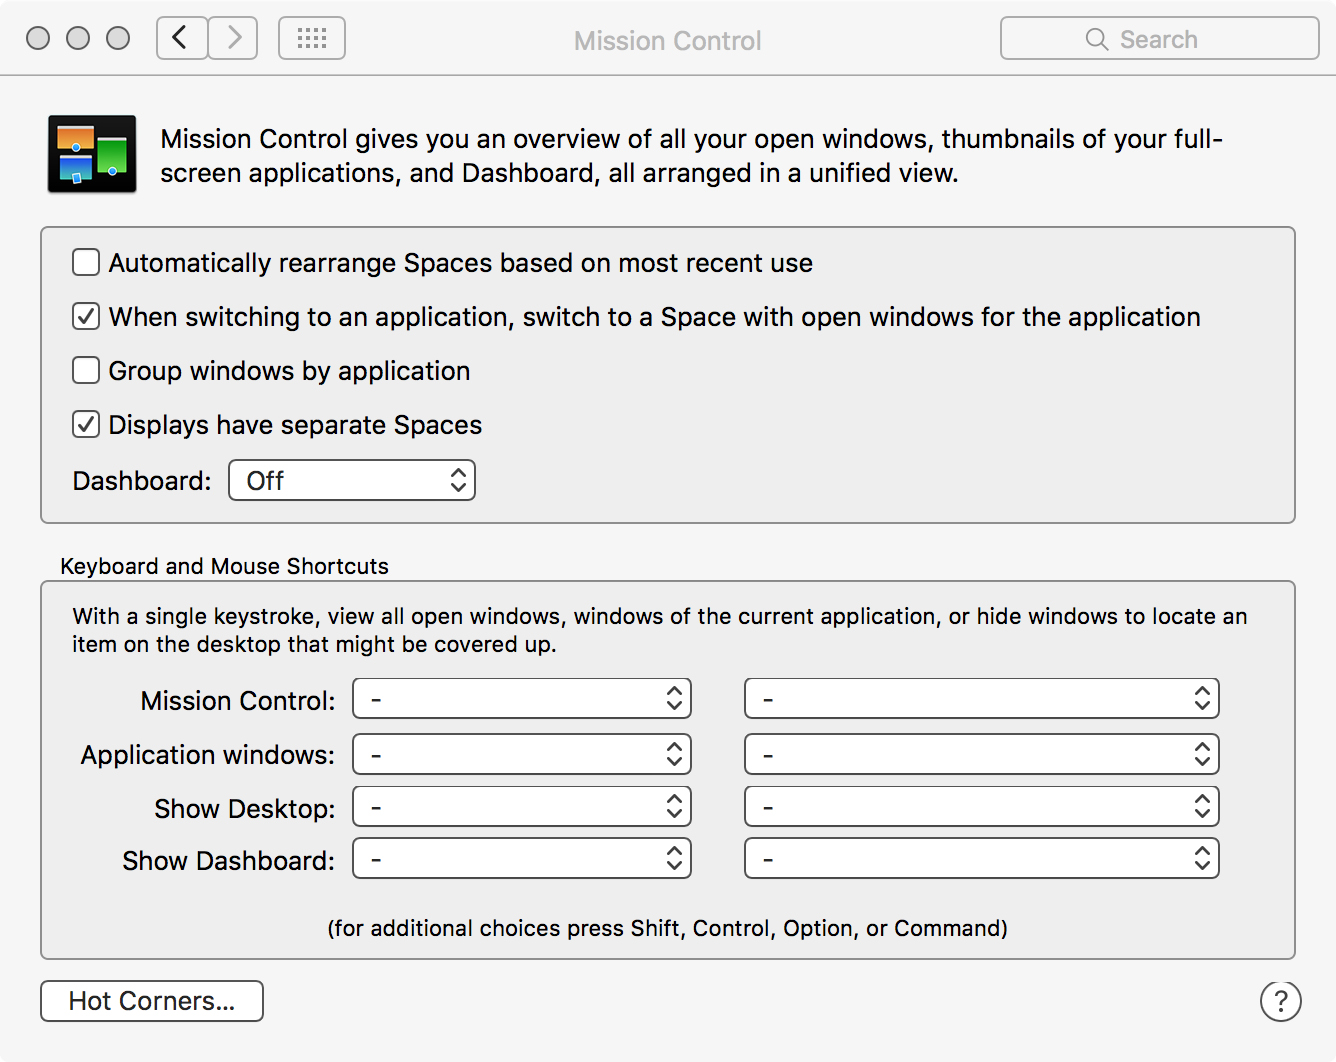 Mission Control
Search
Mission Control gives you an overview of all your open windows, thumbnails of your full-
screen applications, and Dashboard, all arranged in a unified view.
Automatically rearrange Spaces based on most recent use
When switching to an application, switch to a Space with open windows for the application
Group windows by application
Displays have separate Spaces
Dashboard: Off
Keyboard and Mouse Shortcuts
With a single keystroke, view all open windows, windows of the current application, or hide windows to locate an
item on the desktop that might be covered up.
Mission Control: - -
Application windows: - -
Show Desktop: - -
Show Dashboard: - -
(for additional choices press Shift, Control, Option, or Command)
Hot Corners... ?